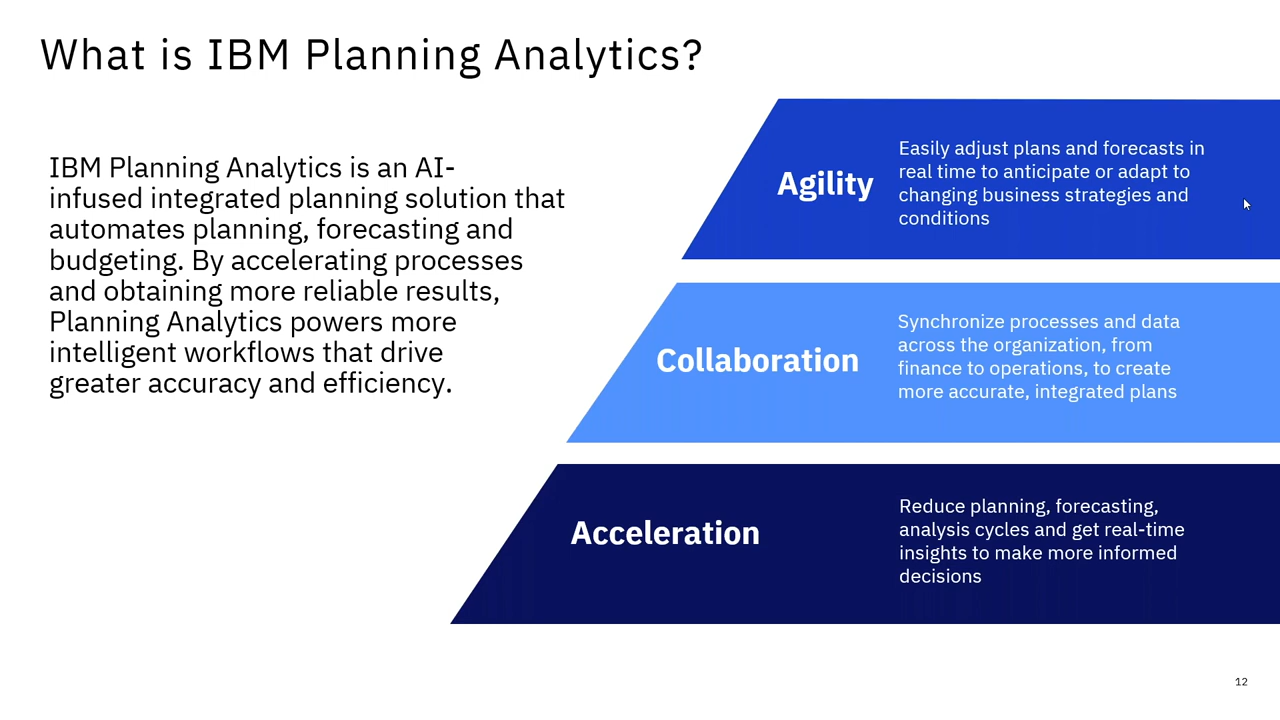 What is IBM Planning Analytics?
IBM Planning Analytics is an AI-
infused integrated planning solution that
automates planning, forecasting and
budgeting. By accelerating processes
and obtaining more reliable results,
Planning Analytics powers more
intelligent workflows that drive
greater accuracy and efficiency.
Agility
Easily adjust plans and forecasts in
real time to anticipate or adapt to
changing business strategies and
conditions
Collaboration
Synchronize processes and data
across the organization, from
finance to operations, to create
more accurate, integrated plans
Acceleration
Reduce planning, forecasting,
analysis cycles and get real-time
insights to make more informed
decisions
12